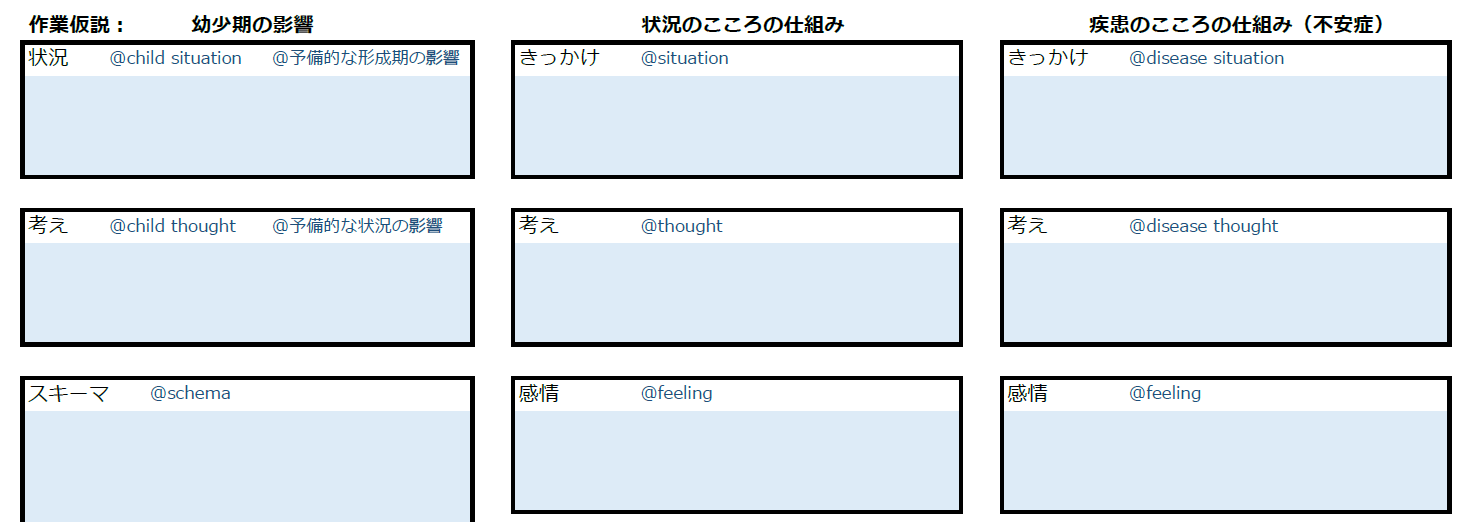 作業仮説： 幼少期の影響 状況のこころの仕組み 疾患のこころの仕組み（不安症）
状況 @child situation @予備的な形成期の影響 きっかけ @situation きっかけ @disease situation
考え @child thought @予備的な状況の影響 考え @thought 考え @disease thought
スキーマ @schema 感情 @feeling 感情 @feeling